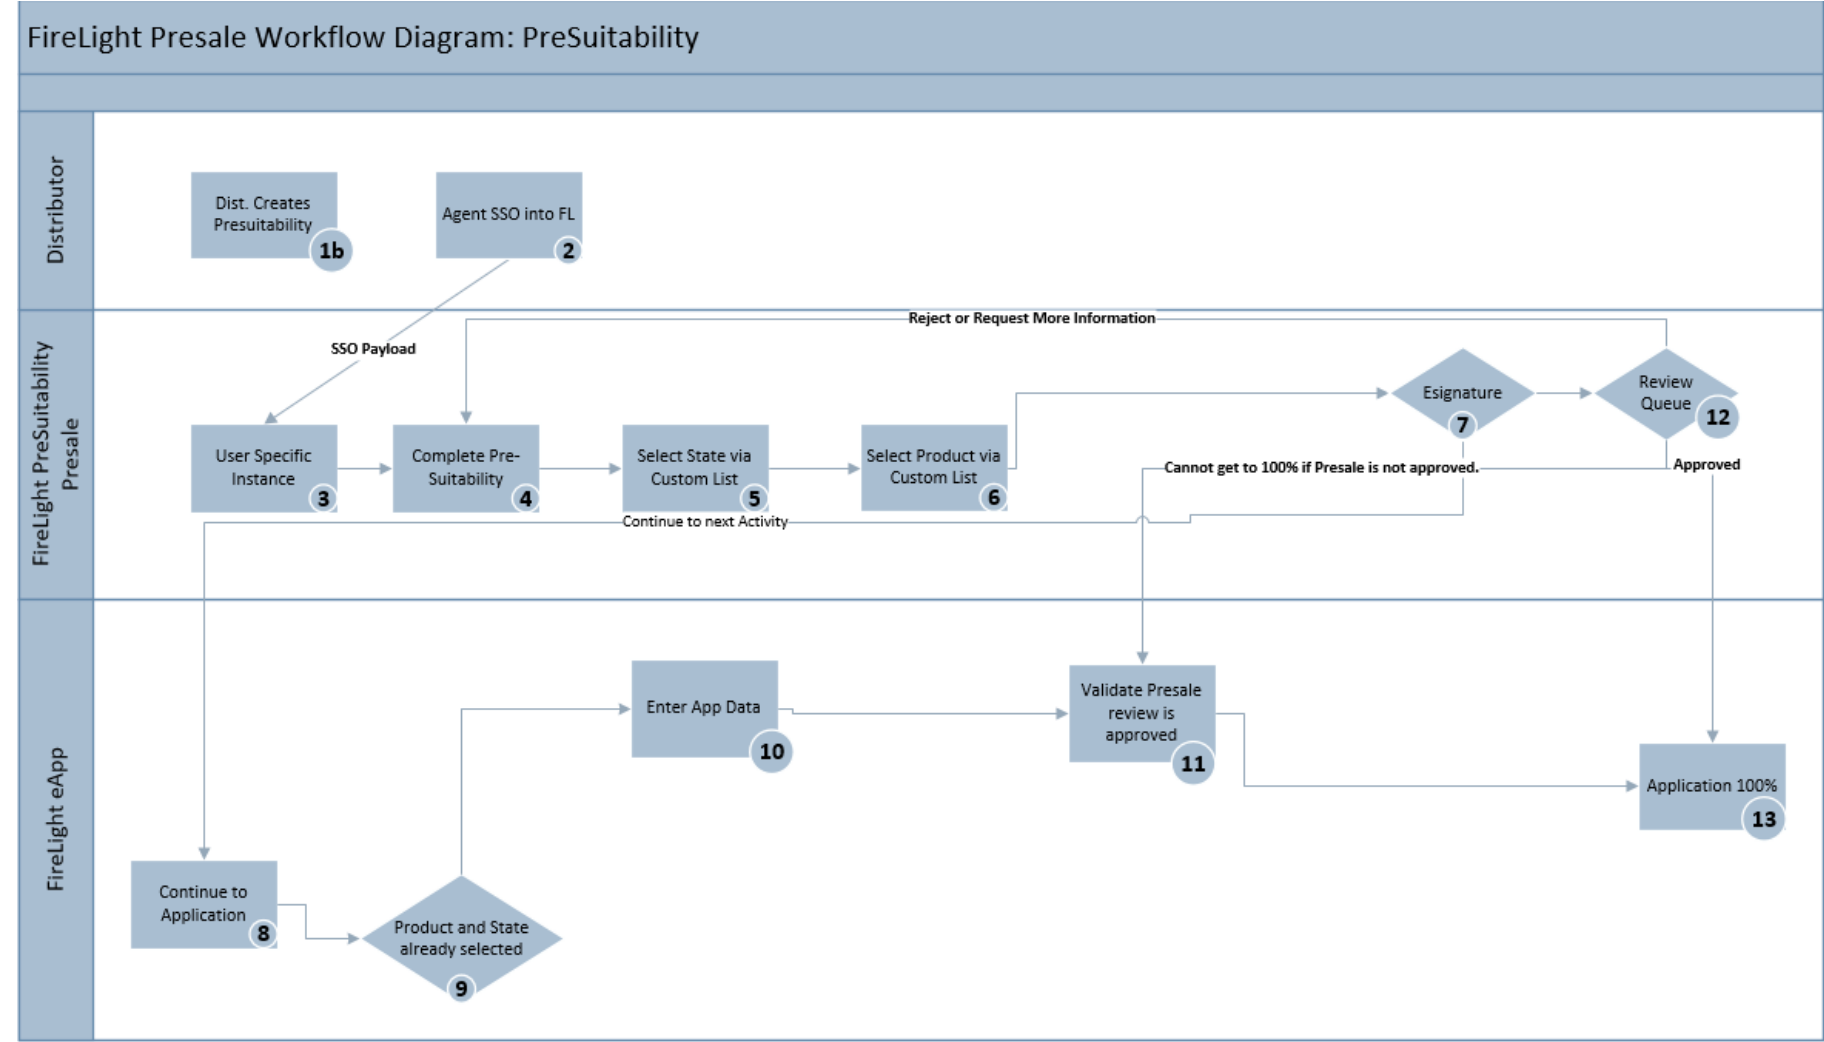 FireLight Presale Workflow Diagram: PreSuitability
Distributor
Dist. Creates
Presuitability
1b
Agent SSO into FL
2
FireLight PreSuitability
Presale
Reject or Request More Information
SSO Payload
User Specific
Instance
3
Complete Pre-
Suitability
4
Select State via
Custom List
5
Select Product via
Custom List
6
Esignature
7
Review
Queue
12
Cannot get to 100% if Presale is not approved.
Approved
Continue to next Activity
FireLight eApp
Continue to
Application
8
Product and State
already selected
9
Enter App Data
10
Validate Presale
review is
approved
11
Application 100%
13